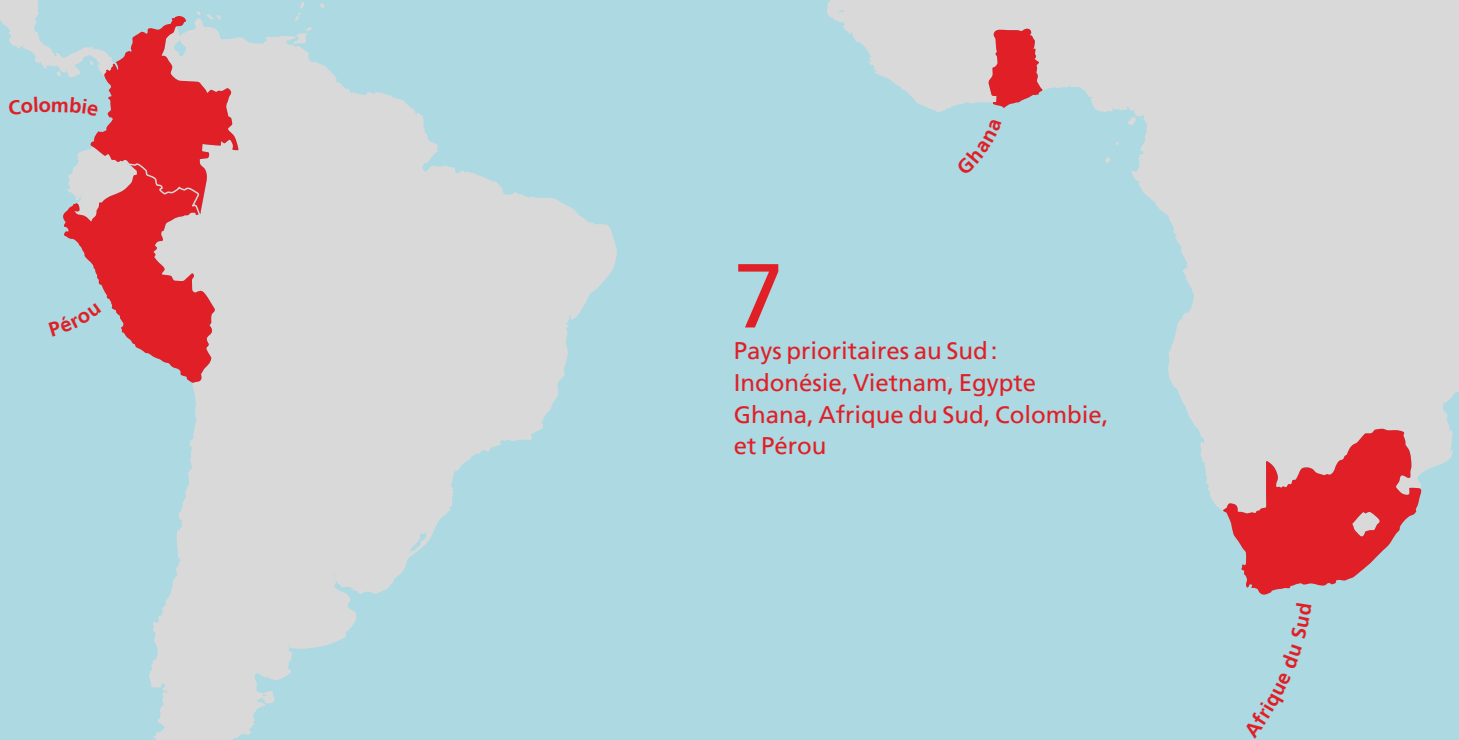 Colombie
Pérou
Ghana
7
Pays prioritaires au Sud :
Indonésie, Vietnam, Egypte
Ghana, Afrique du Sud, Colombie,
et Pérou
Afrique du Sud